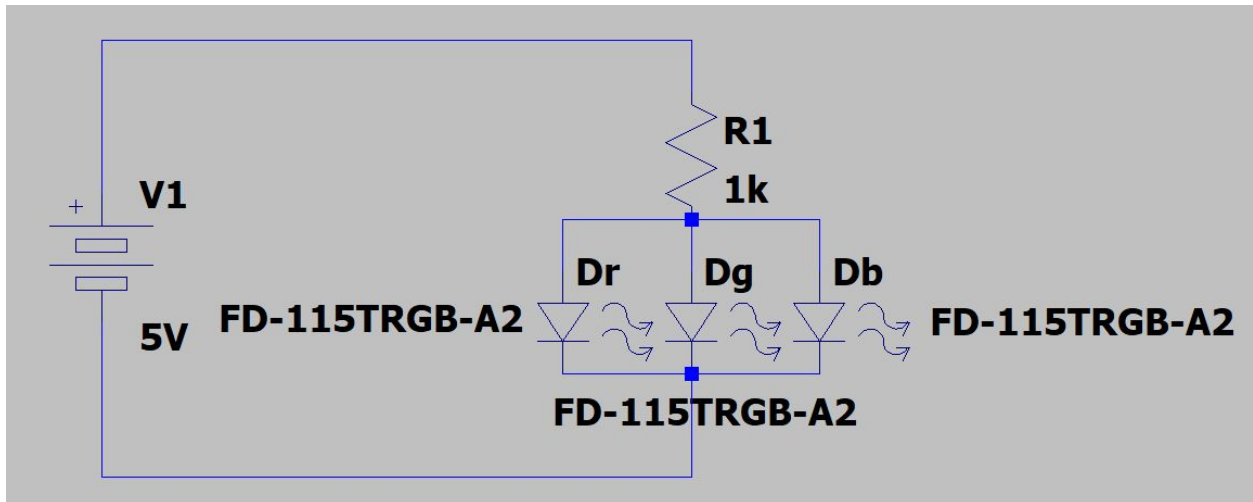 R1
1k
V1
+
5V
Dr
Dg
Db
FD-115TRGB-A2
FD-115TRGB-A2
FD-115TRGB-A2